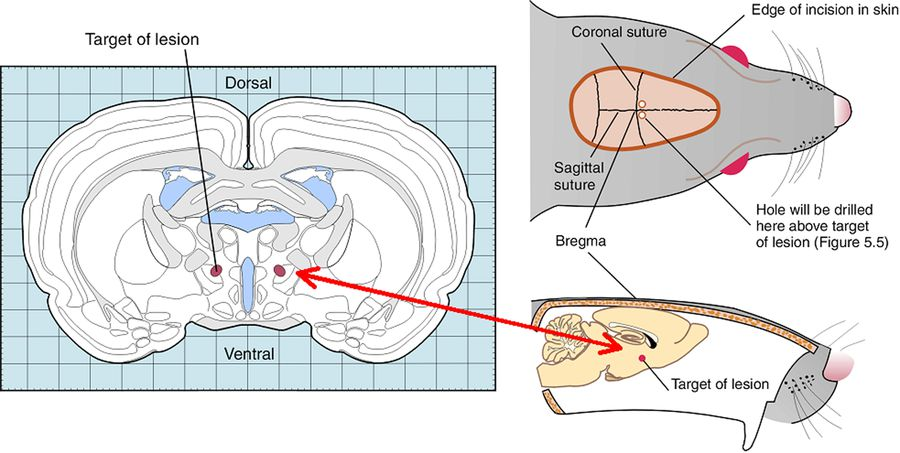 Target of lesion
Dorsal
Ventral
Edge of incision in skin
Coronal suture
Sagittal
suture
Hole will be drilled
here above target
of lesion (Figure 5.5)
Bregma
Target of lesion